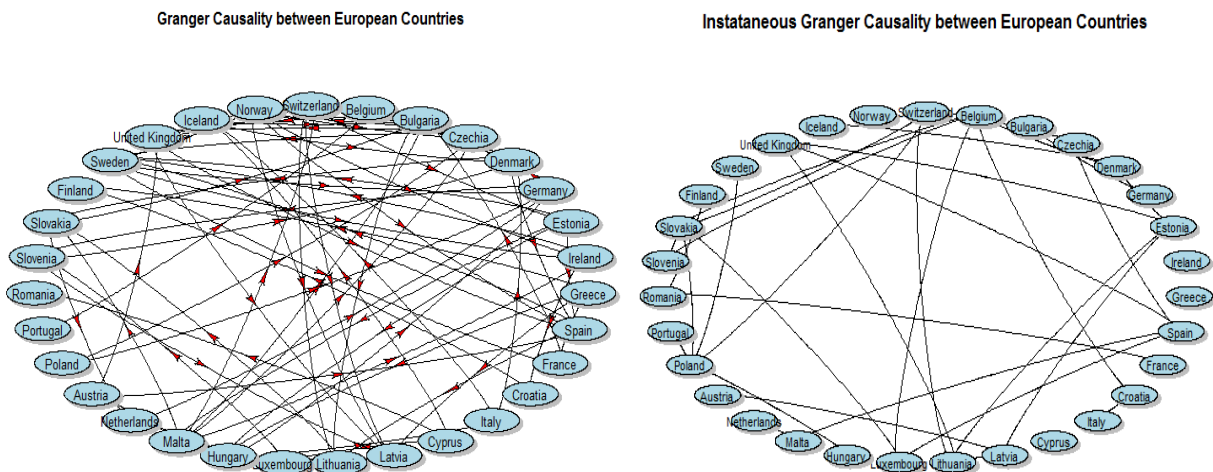 Granger Causality between European Countries
Switzerland
Norway
Belgium
Iceland
Bulgaria
United Kingdom
Czechia
Sweden
Denmark
Finland
Germany
Slovakia
Estonia
Slovenia
Ireland
Romania
Greece
Portugal
Spain
Poland
France
Austria
Croatia
Netherlands
Italy
Malta
Cyprus
Hungary
Latvia
Luxembourg
Lithuania
Instataneous Granger Causality between European Countries
Switzerland
Norway
Belgium
Iceland
Bulgaria
United Kingdom
Czechia
Sweden
Denmark
Finland
Germany
Slovakia
Estonia
Slovenia
Ireland
Romania
Greece
Portugal
Spain
Poland
France
Austria
Croatia
Netherlands
Italy
Malta
Cyprus
Hungary
Latvia
Luxembourg
Lithuania